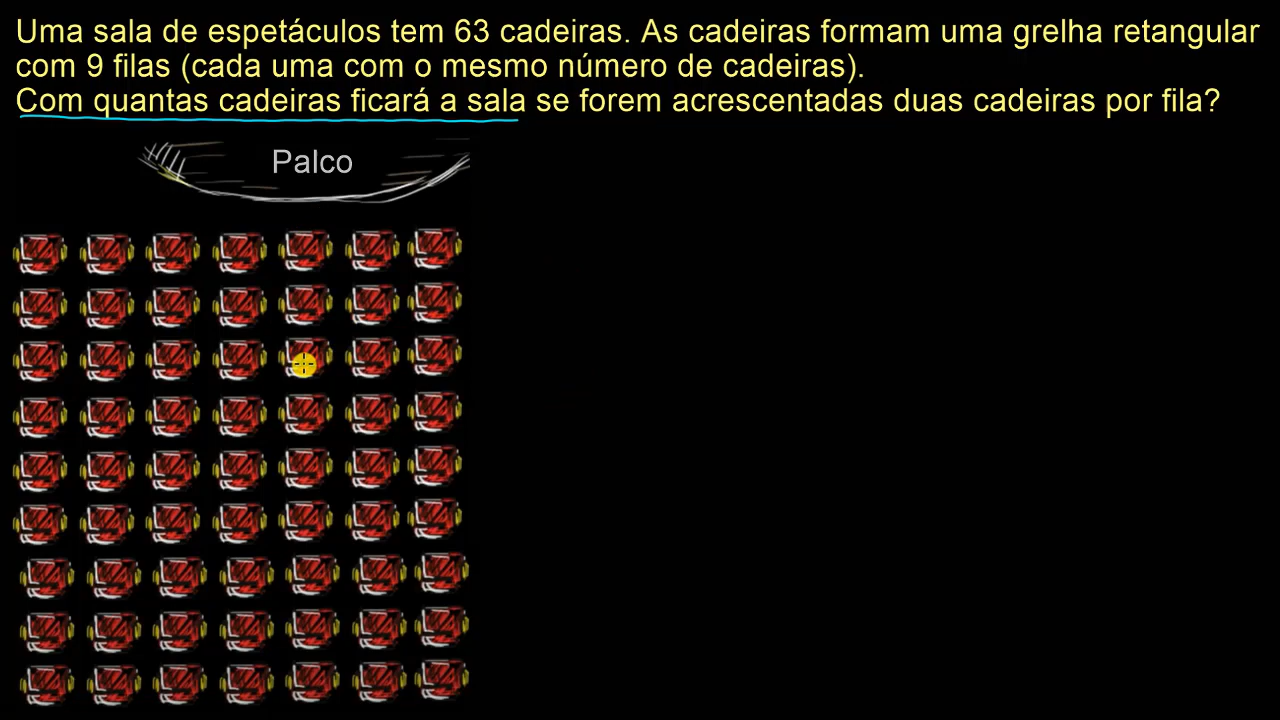 Uma sala de espetáculos tem 63 cadeiras. As cadeiras formam uma grelha retangular
com 9 filas (cada uma com o mesmo número de cadeiras).
Com quantas cadeiras ficará a sala se forem acrescentadas duas cadeiras por fila?
Palco